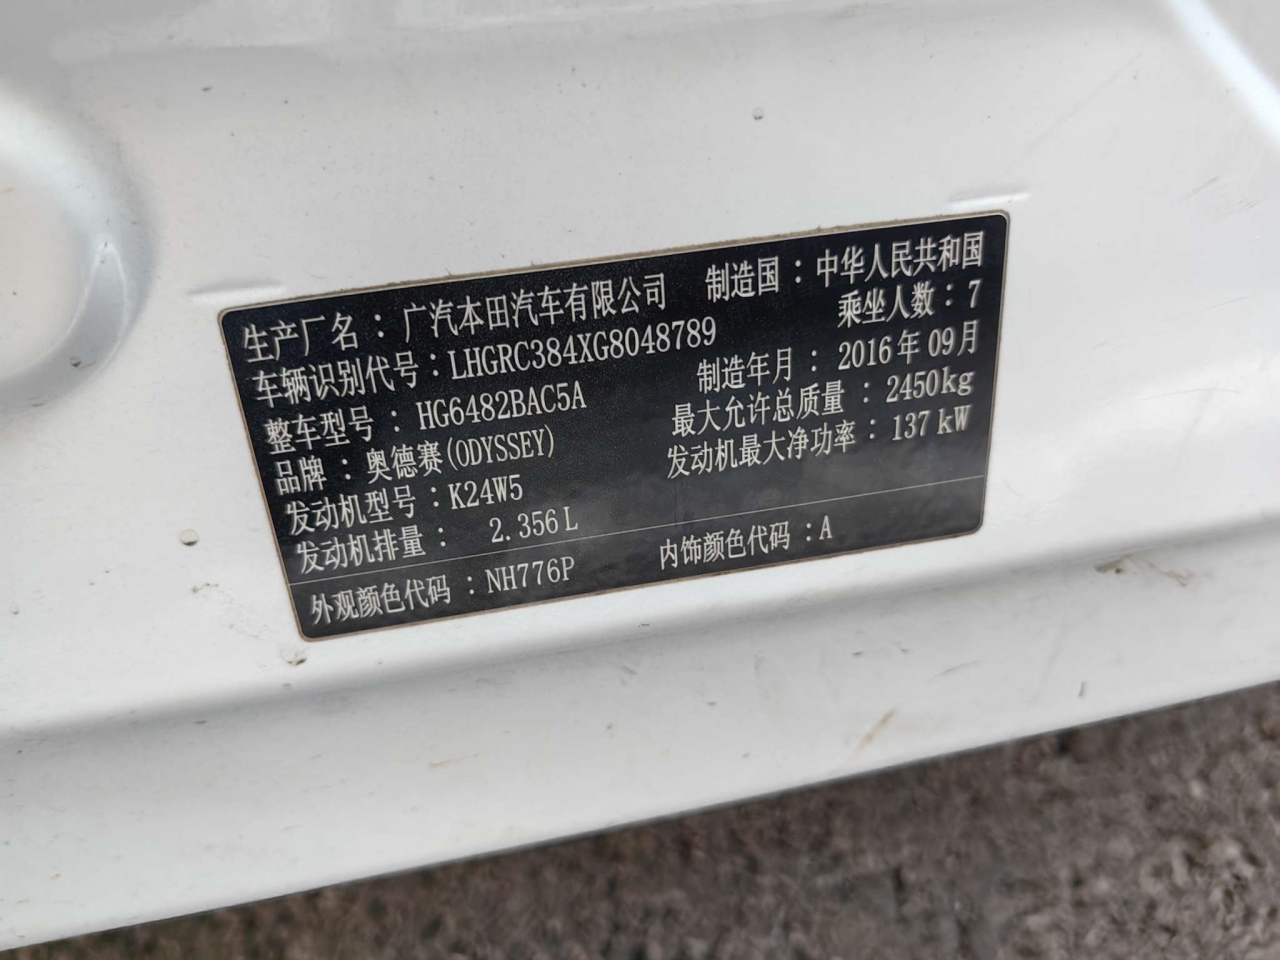 生产厂名：广汽本田汽车有限公司 制造国：中华人民共和国
车辆识别代号：LHGRC384XG8048789 乘坐人数：7
整车型号：HG6482BAC5A 制造年月：2016年09月
品牌：奥德赛(ODYSSEY) 最大允许总质量：2450kg
发动机型号：K24W5 发动机最大净功率：137kW
发动机排量：2.356L
外观颜色代码：NH776P 内饰颜色代码：A